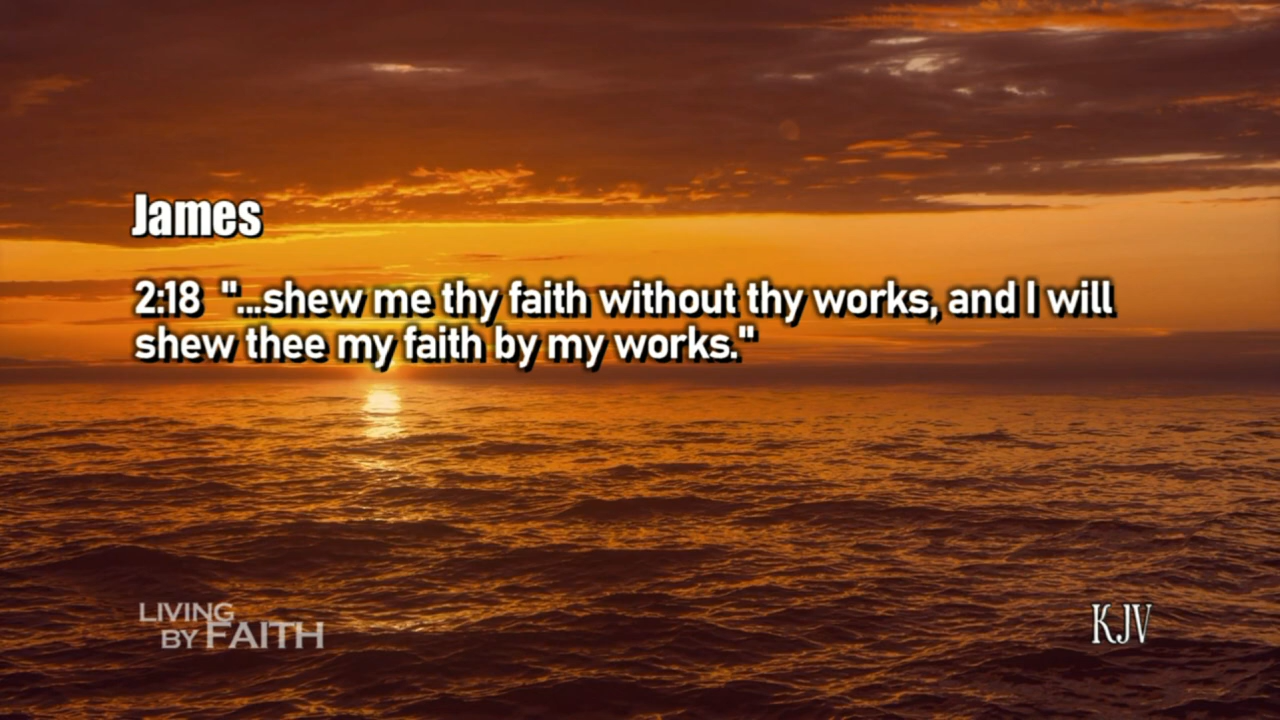 James
2:18 "...shew me thy faith without thy works, and I will
shew thee my faith by my works."
LIVING
BY FAITH
KJV